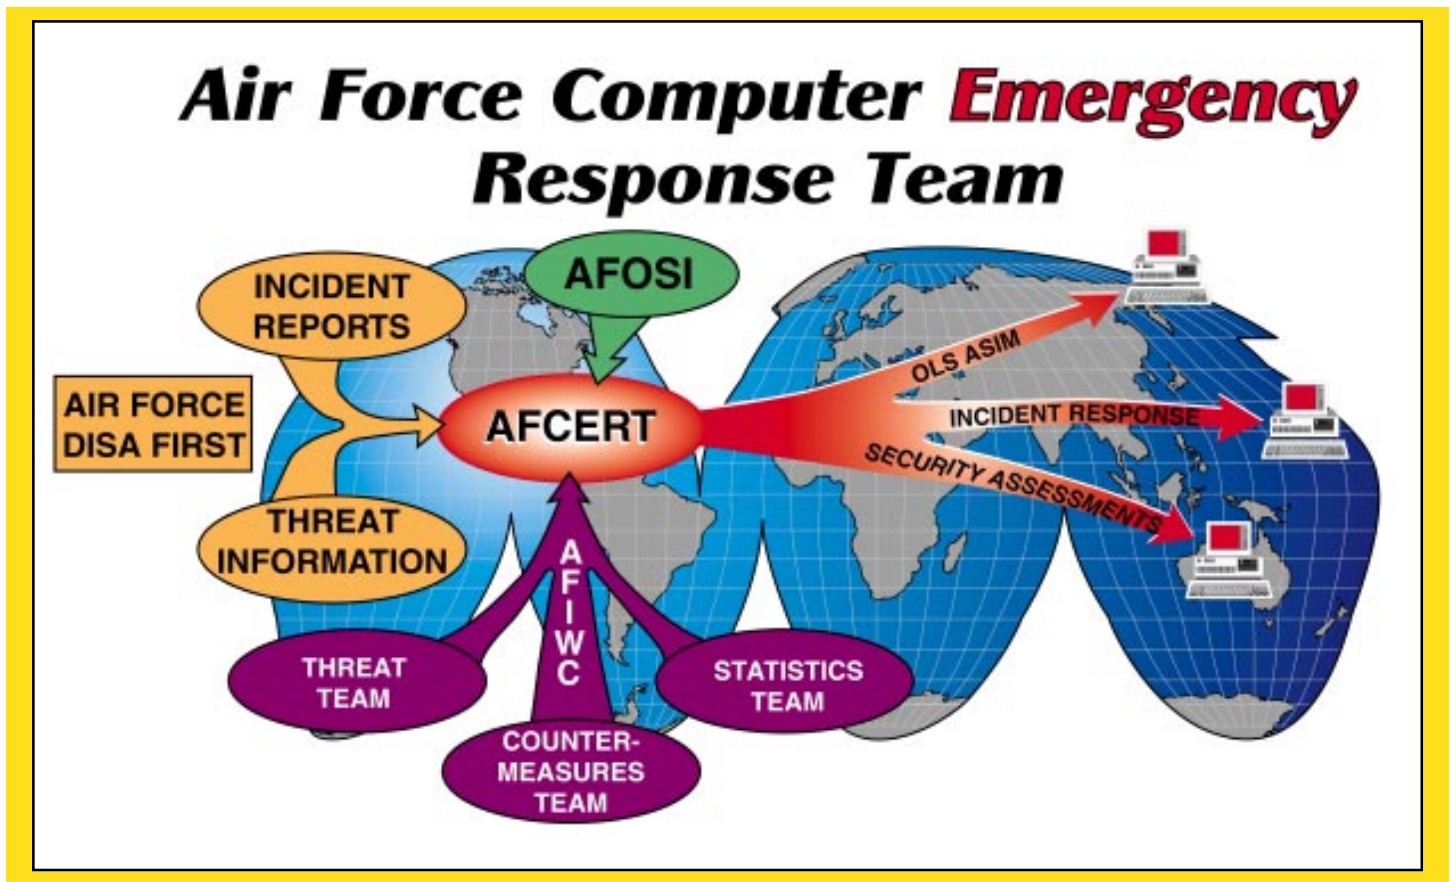 Air Force Computer Emergency
Response Team
INCIDENT
REPORTS
AFOSI
AIR FORCE
DISA FIRST
AFCERT
OLS ASIM
INCIDENT RESPONSE
SECURITY ASSESSMENTS
THREAT
INFORMATION
AFIWC
THREAT
TEAM
COUNTER-
MEASURES
TEAM
STATISTICS
TEAM